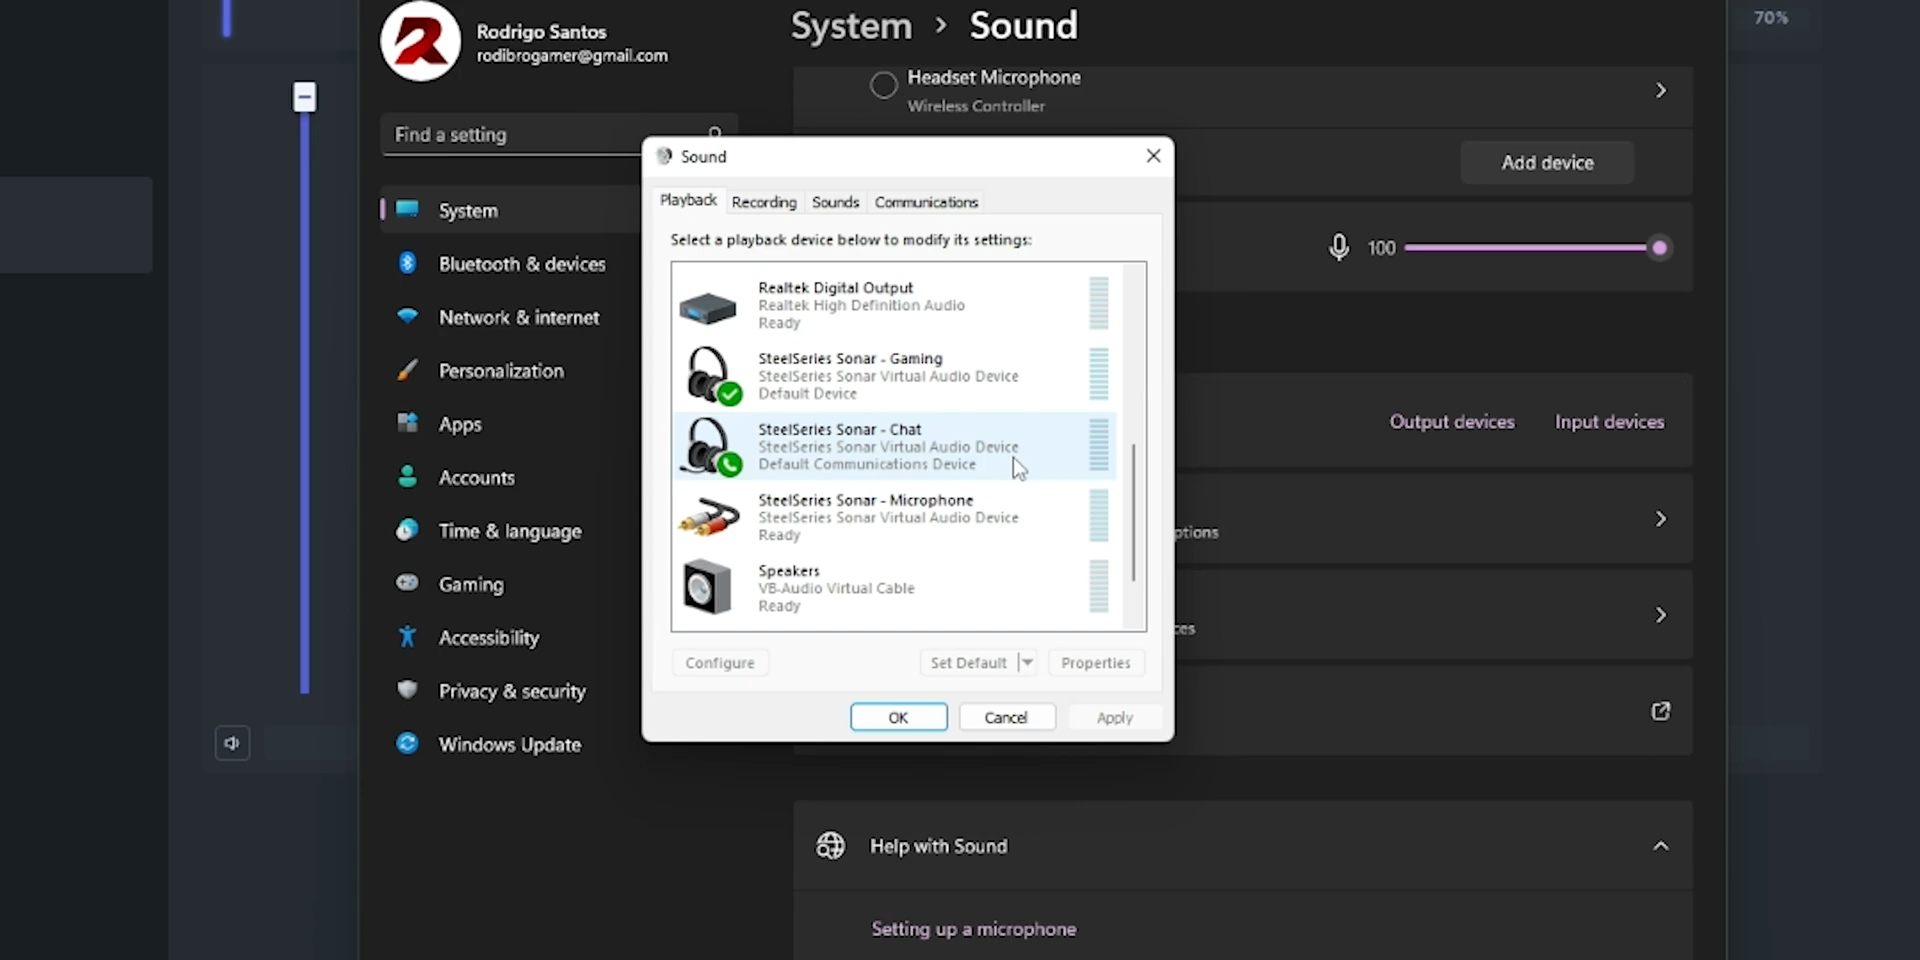 70%
Rodrigo Santos
rodibrogamer@gmail.com
System > Sound
Headset Microphone
Wireless Controller
Find a setting
Add device
Sound
Playback Recording Sounds Communications
Select a playback device below to modify its settings:
System
Bluetooth & devices
Network & internet
Personalization
Apps
Accounts
Time & language
Gaming
Accessibility
Privacy & security
Windows Update
100
Realtek Digital Output
Realtek High Definition Audio
Ready
SteelSeries Sonar - Gaming
SteelSeries Sonar Virtual Audio Device
Default Device
SteelSeries Sonar - Chat
SteelSeries Sonar Virtual Audio Device
Default Communications Device
SteelSeries Sonar - Microphone
SteelSeries Sonar Virtual Audio Device
Ready
Speakers
VB-Audio Virtual Cable
Ready
Configure Set Default Properties
OK Cancel Apply
Output devices Input devices
Help with Sound
Setting up a microphone